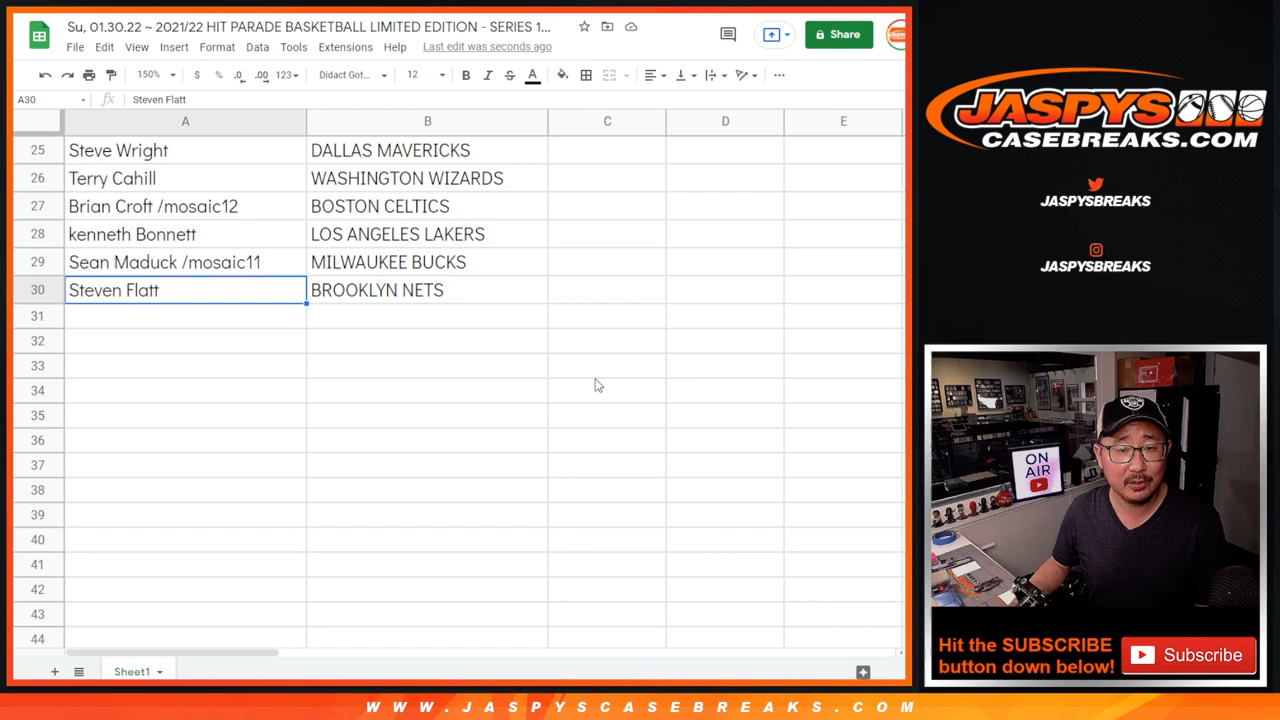 Su, 01.30.22 ~ 2021/22 HIT PARADE BASKETBALL LIMITED EDITION - SERIES 1...
Share
File Edit View Insert Format Data Tools Extensions Help Last edit was seconds ago
150% $ % .0 .00 123 Didact Got... 12 B I S A
A30 fx Steven Flatt
A B C D E
25 Steve Wright DALLAS MAVERICKS
26 Terry Cahill WASHINGTON WIZARDS
27 Brian Croft /mosaic12 BOSTON CELTICS
28 kenneth Bonnett LOS ANGELES LAKERS
29 Sean Maduck /mosaic11 MILWAUKEE BUCKS
30 Steven Flatt BROOKLYN NETS
31
32
33
34
35
36
37
38
39
40
41
42
43
44
Sheet1
JASPYS
CASEBREAKS.COM
JASPYSBREAKS
JASPYSBREAKS
ON
AIR
Hit the SUBSCRIBE
button down below!
Subscribe
WWW.JASPYSCASEBREAKS.COM